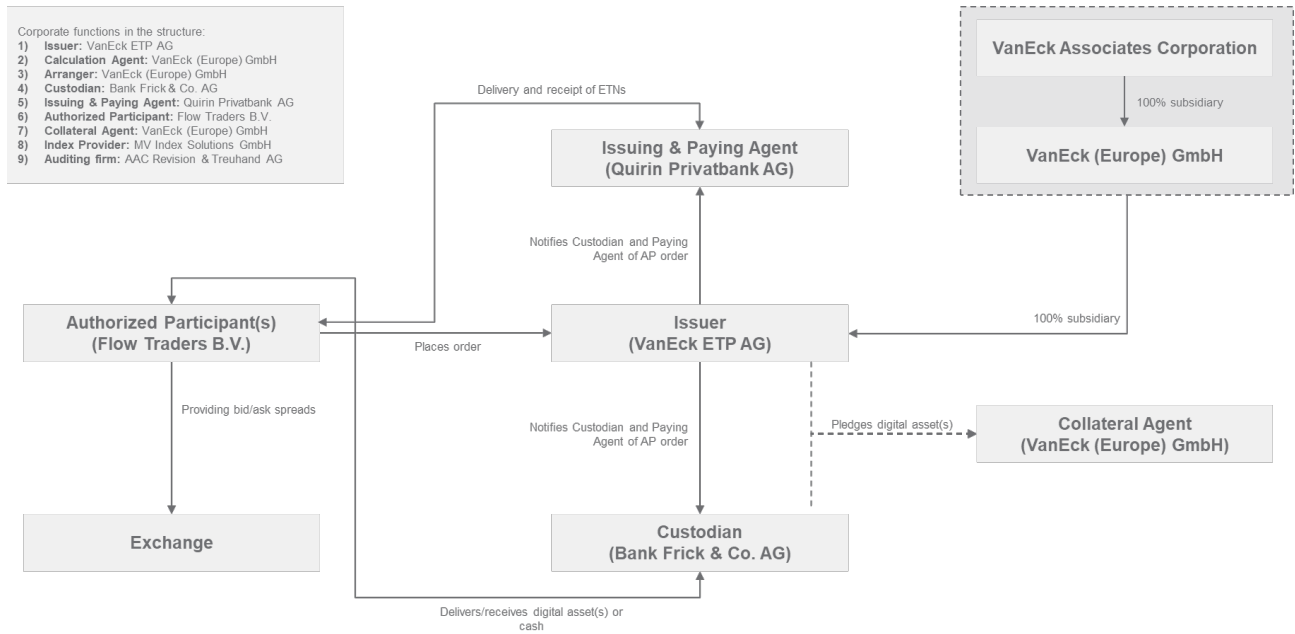 Corporate functions in the structure:
1) Issuer: VanEck ETP AG
2) Calculation Agent: VanEck (Europe) GmbH
3) Arranger: VanEck (Europe) GmbH
4) Custodian: Bank Frick & Co. AG
5) Issuing & Paying Agent: Quirin Privatbank AG
6) Authorized Participant: Flow Traders B.V.
7) Collateral Agent: VanEck (Europe) GmbH
8) Index Provider: MV Index Solutions GmbH
9) Auditing firm: AAC Revision & Treuhand AG
VanEck Associates Corporation
100% subsidiary
VanEck (Europe) GmbH
Delivery and receipt of ETNs
Issuing & Paying Agent
(Quirin Privatbank AG)
Notifies Custodian and Paying
Agent of AP order
Authorized Participant(s)
(Flow Traders B.V.)
Places order
Issuer
(VanEck ETP AG)
100% subsidiary
Providing bid/ask spreads
Notifies Custodian and Paying
Agent of AP order
Pledges digital asset(s)
Collateral Agent
(VanEck (Europe) GmbH)
Exchange
Custodian
(Bank Frick & Co. AG)
Delivers/receives digital asset(s) or
cash